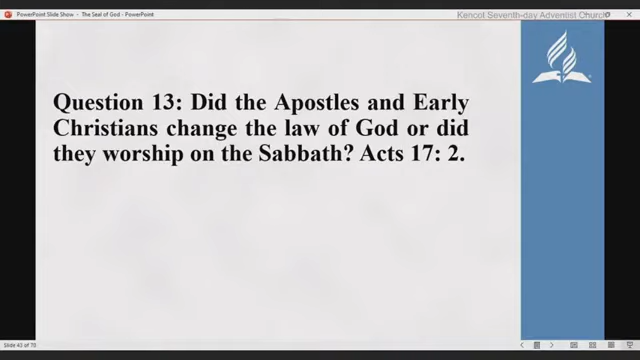 PowerPoint Slide Show - The Seal of God - PowerPoint
Kencot Seventh-day Adventist Church
Question 13: Did the Apostles and Early
Christians change the law of God or did
they worship on the Sabbath? Acts 17: 2.
Slide 43 of 70